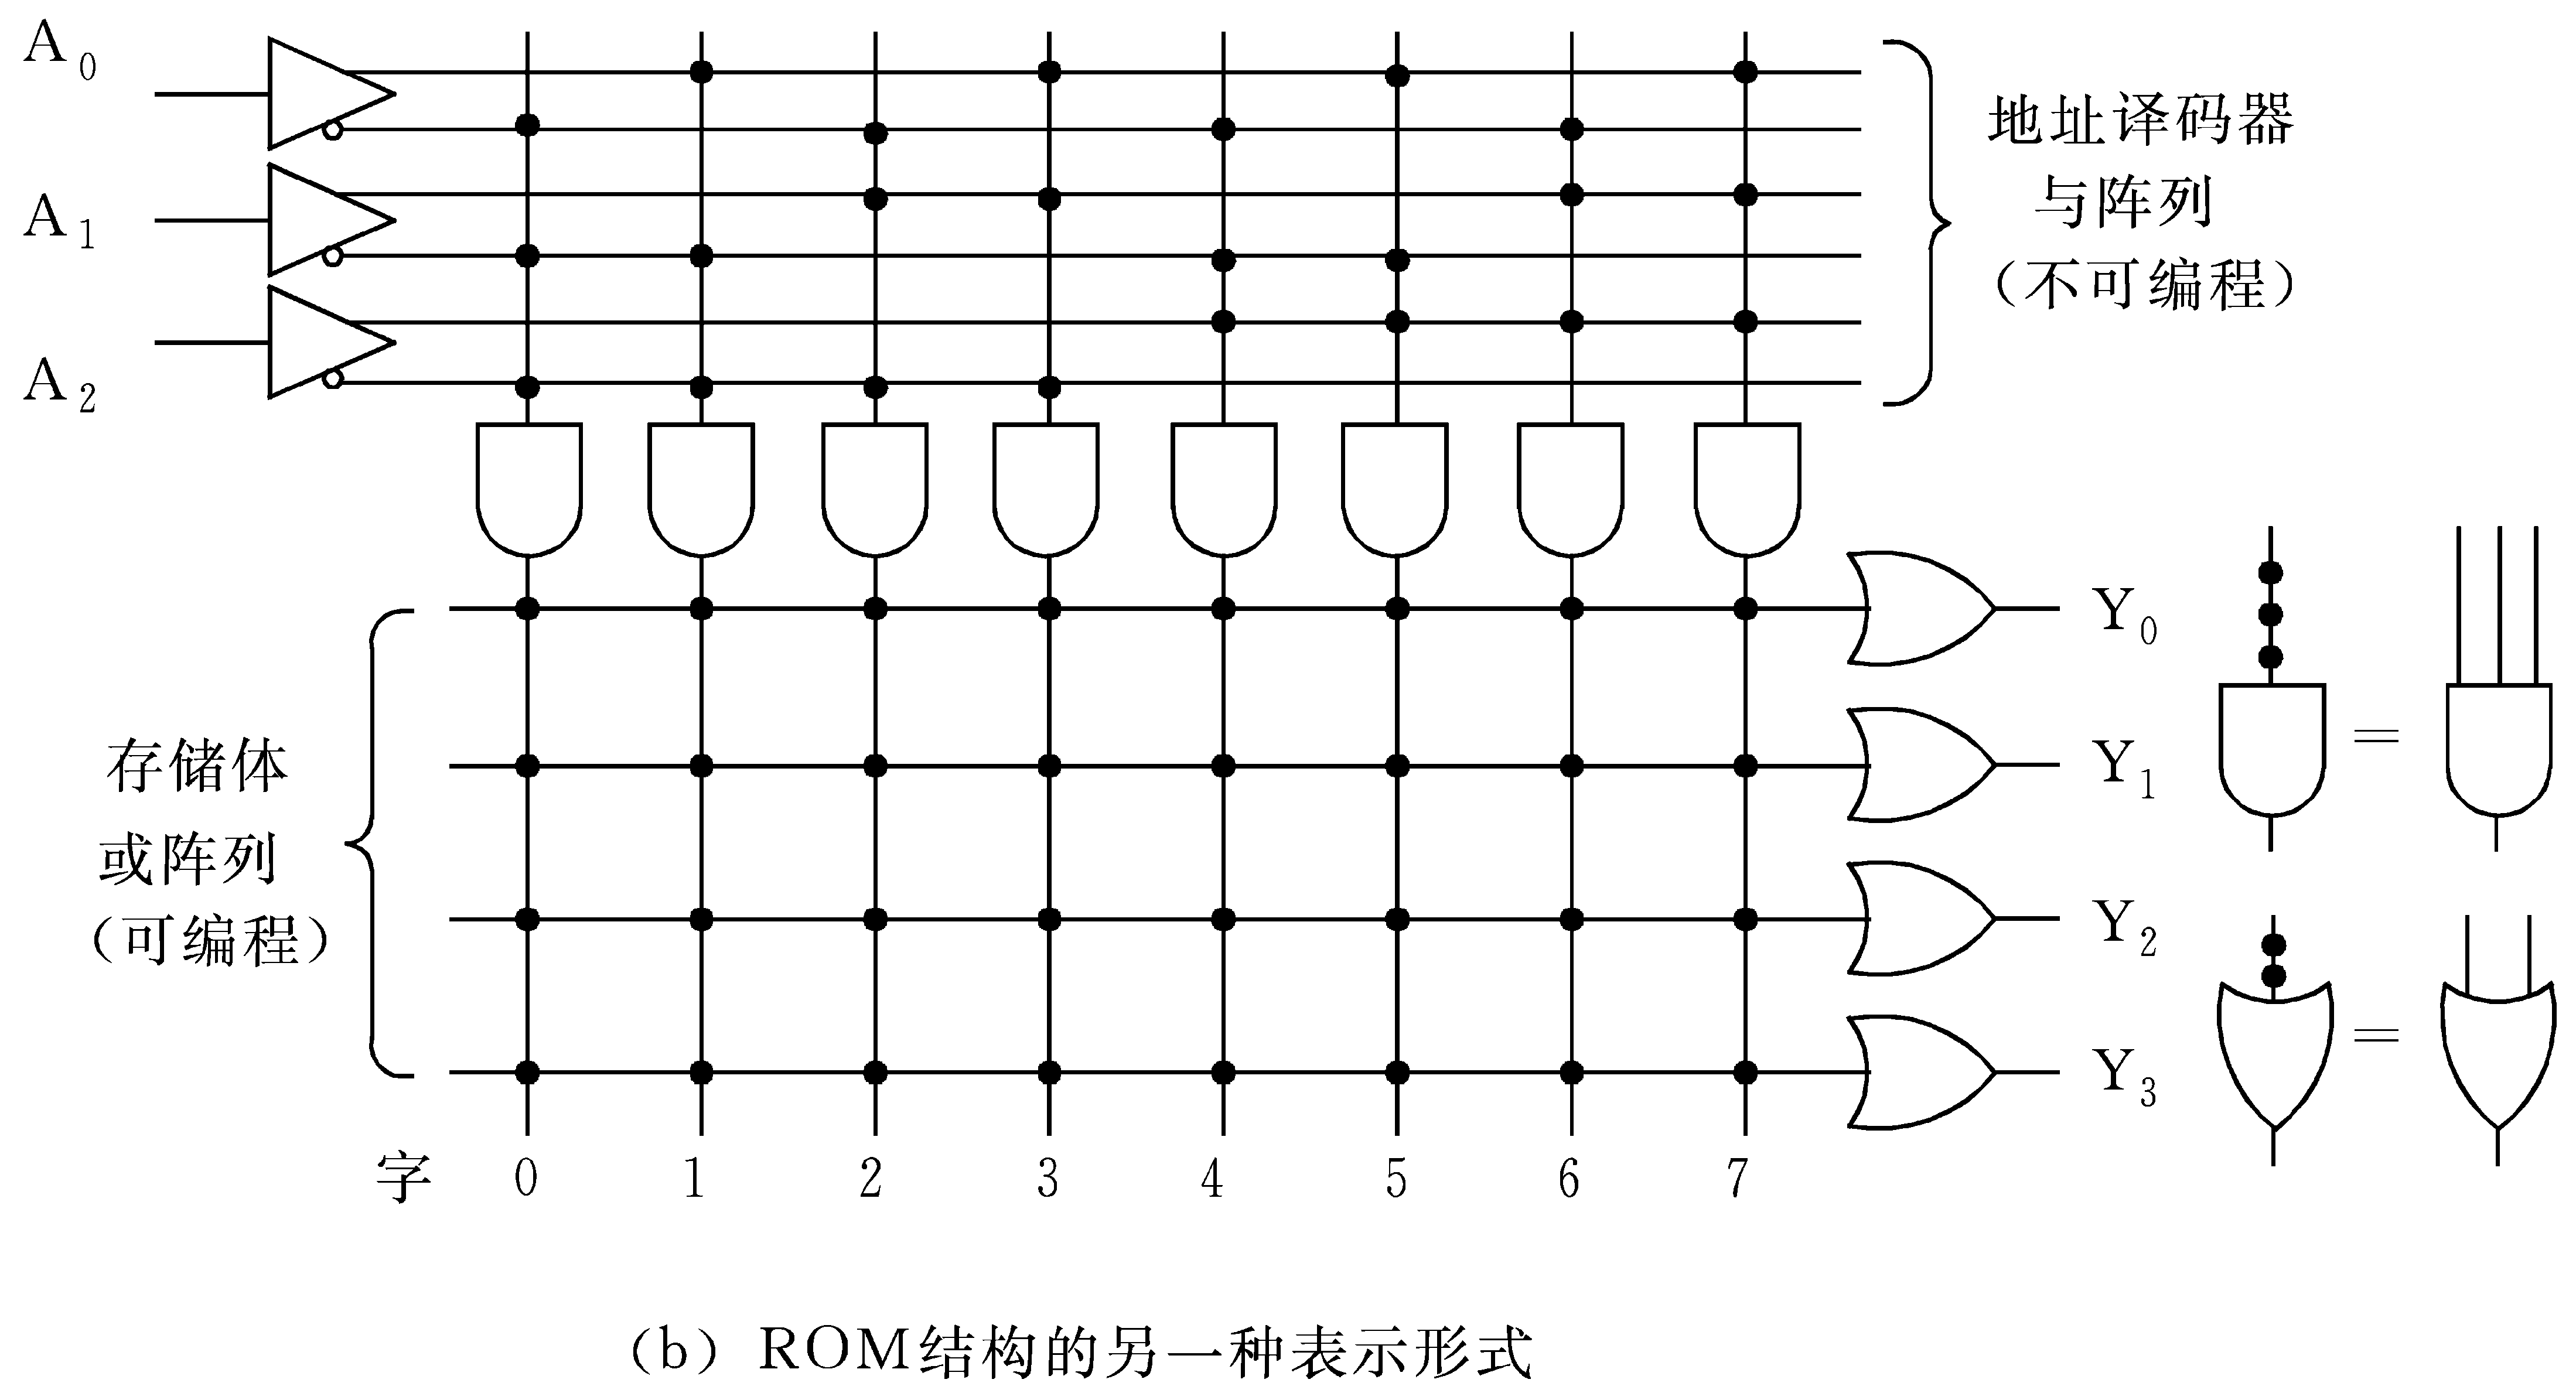 A0
A1
A2
地址译码器
与阵列
(不可编程)
存储体
或阵列
(可编程)
Y0
Y1
Y2
Y3
=
=
字 0 1 2 3 4 5 6 7
(b) ROM结构的另一种表示形式